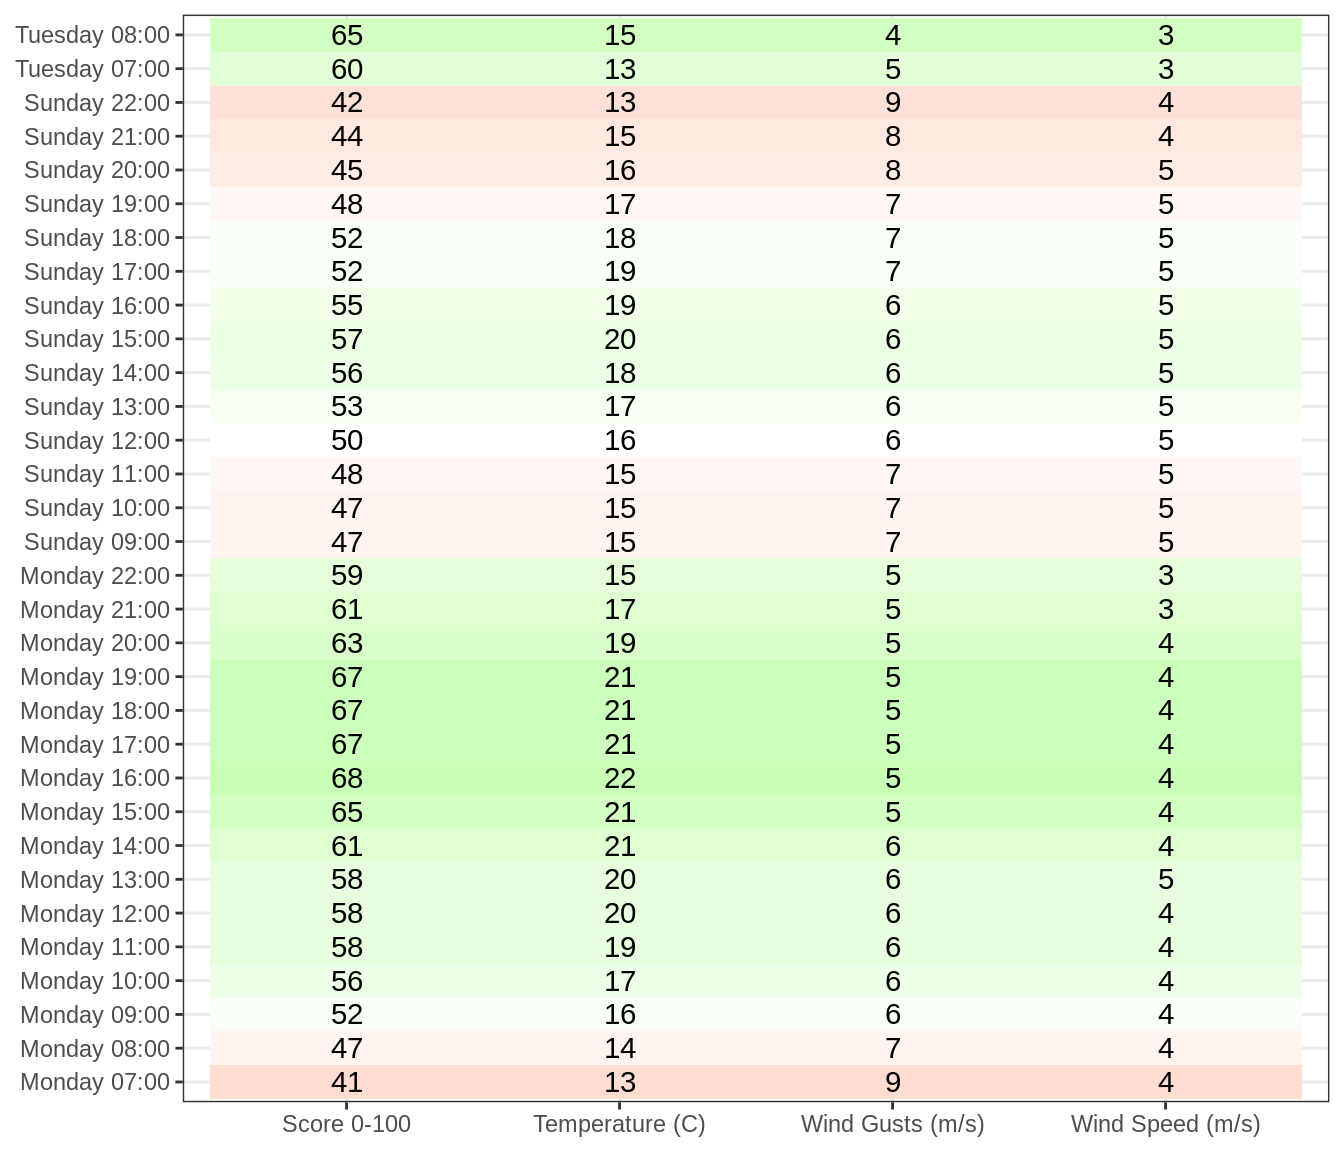 Tuesday 08:00 65 15 4 3
Tuesday 07:00 60 13 5 3
Sunday 22:00 42 13 9 4
Sunday 21:00 44 15 8 4
Sunday 20:00 45 16 8 5
Sunday 19:00 48 17 7 5
Sunday 18:00 52 18 7 5
Sunday 17:00 52 19 7 5
Sunday 16:00 55 19 6 5
Sunday 15:00 57 20 6 5
Sunday 14:00 56 18 6 5
Sunday 13:00 53 17 6 5
Sunday 12:00 50 16 6 5
Sunday 11:00 48 15 7 5
Sunday 10:00 47 15 7 5
Sunday 09:00 47 15 7 5
Monday 22:00 59 15 5 3
Monday 21:00 61 17 5 3
Monday 20:00 63 19 5 4
Monday 19:00 67 21 5 4
Monday 18:00 67 21 5 4
Monday 17:00 67 21 5 4
Monday 16:00 68 22 5 4
Monday 15:00 65 21 5 4
Monday 14:00 61 21 6 4
Monday 13:00 58 20 6 5
Monday 12:00 58 20 6 4
Monday 11:00 58 19 6 4
Monday 10:00 56 17 6 4
Monday 09:00 52 16 6 4
Monday 08:00 47 14 7 4
Monday 07:00 41 13 9 4
Score 0-100 Temperature (C) Wind Gusts (m/s) Wind Speed (m/s)